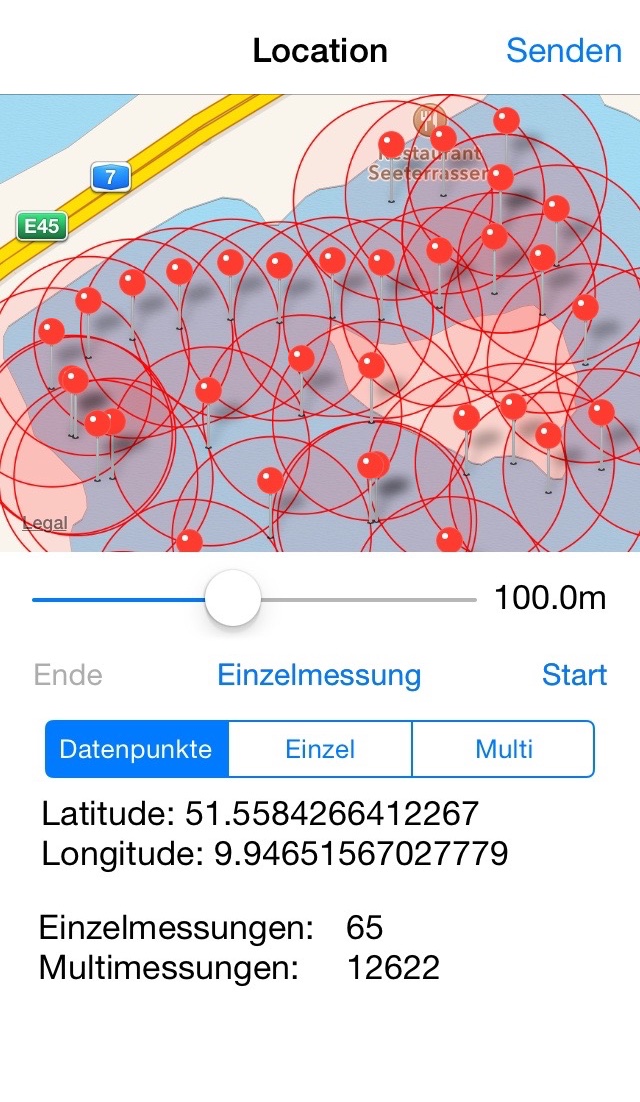 Location Senden
Restaurant
Seeterrassen
7
E45
Legal
100.0m
Ende Einzelmessung Start
Datenpunkte Einzel Multi
Latitude: 51.5584266412267
Longitude: 9.94651567027779
Einzelmessungen: 65
Multimessungen: 12622